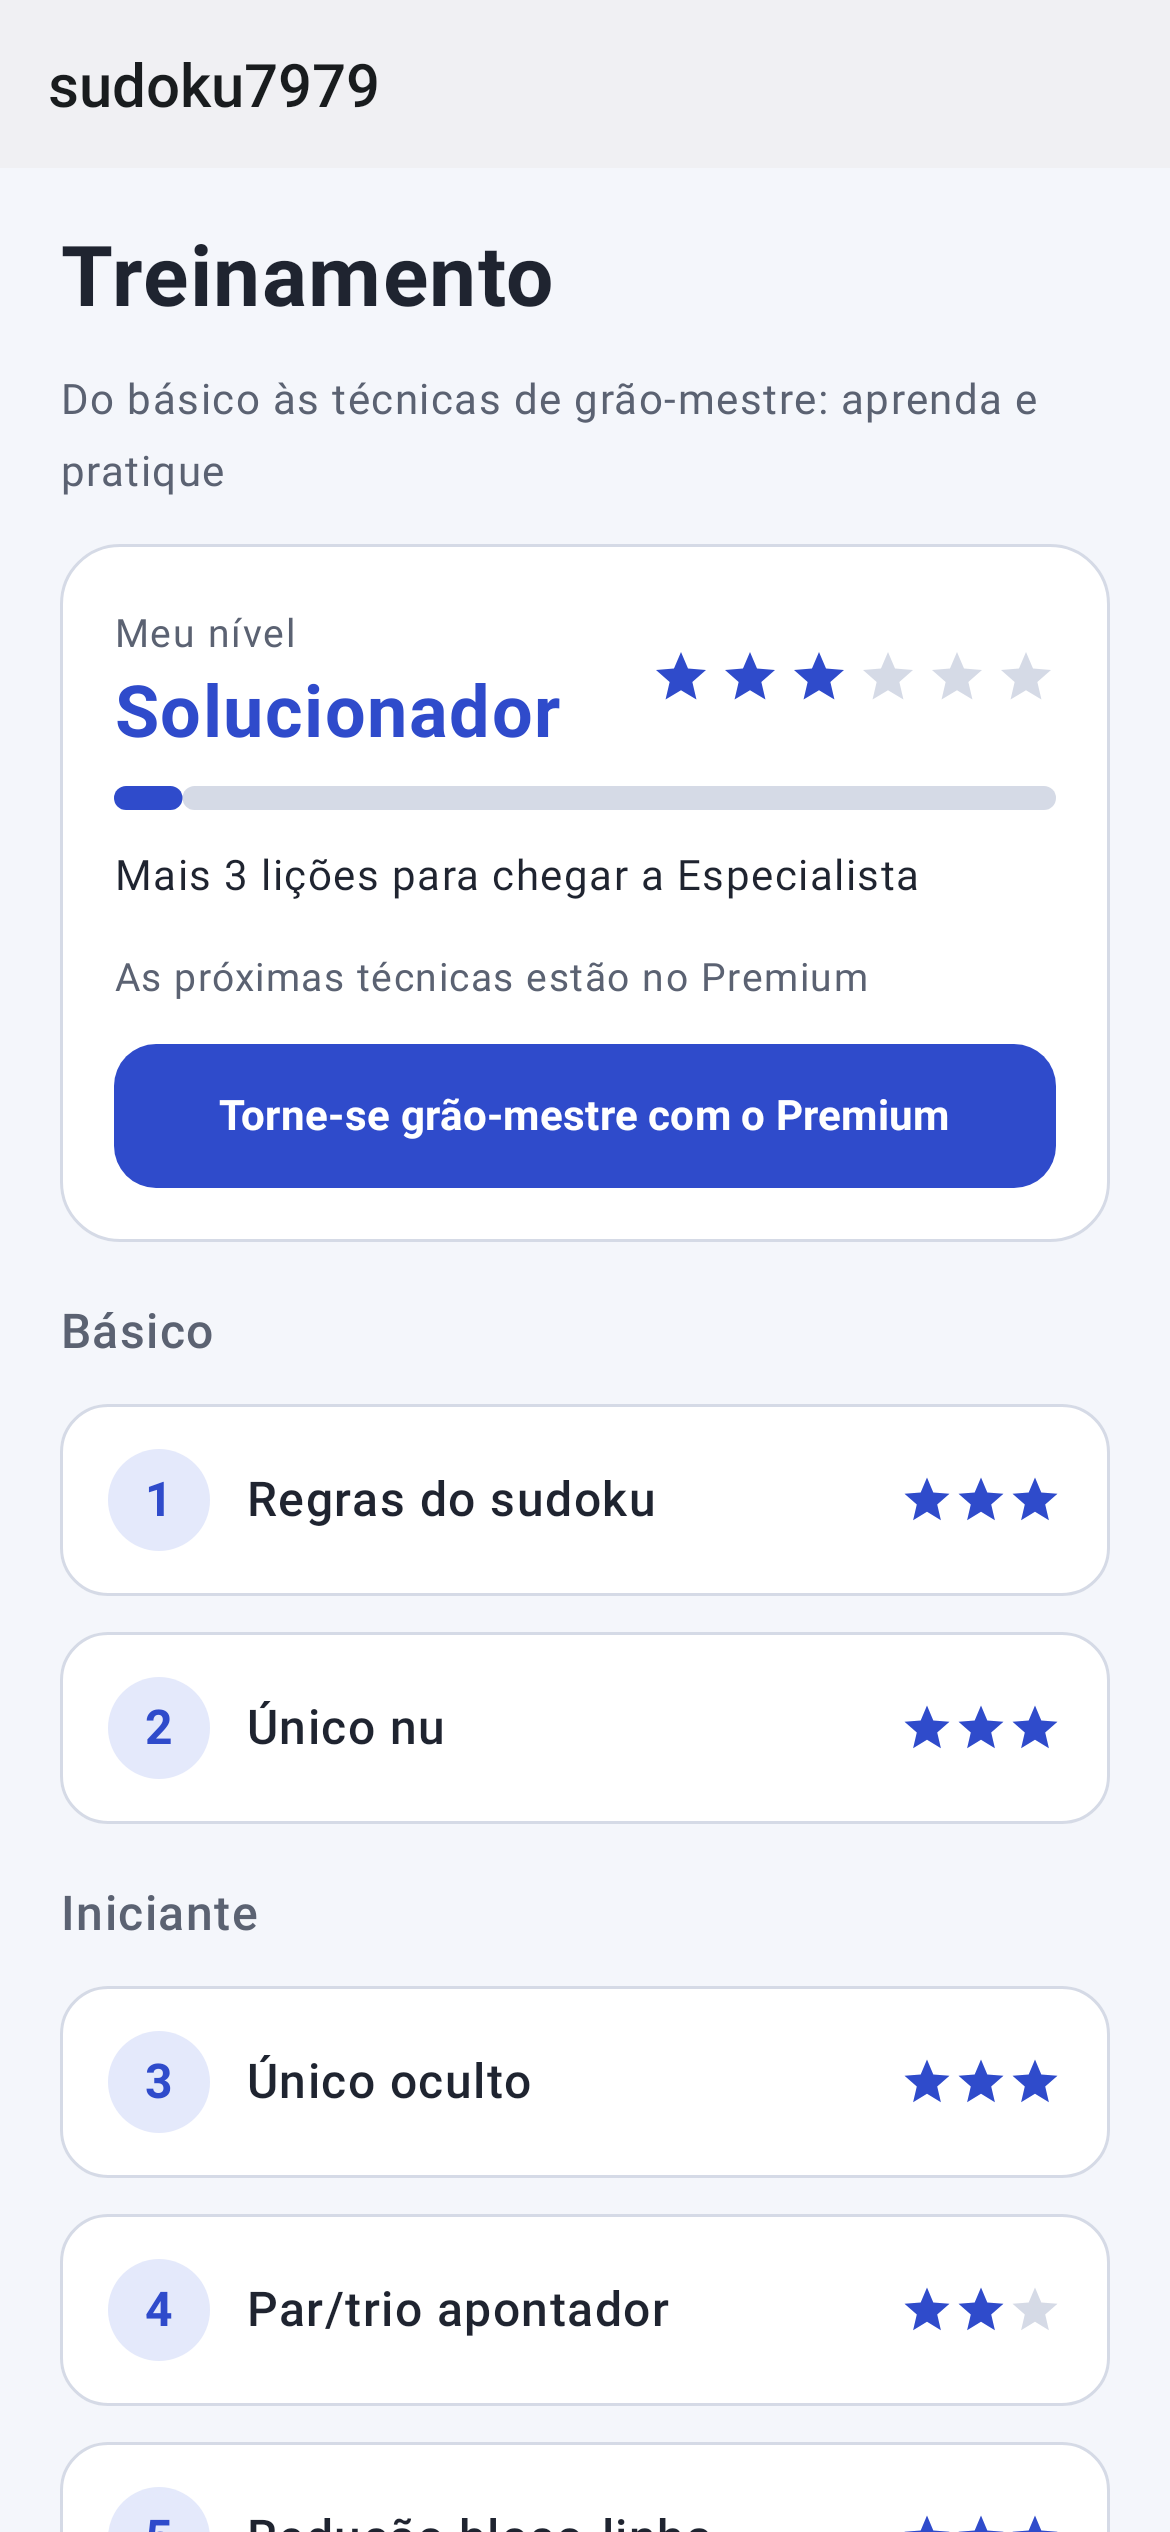 sudoku7979
Treinamento
Do básico às técnicas de grão-mestre: aprenda e
pratique
Meu nível
Solucionador
Mais 3 lições para chegar a Especialista
As próximas técnicas estão no Premium
Torne-se grão-mestre com o Premium
Básico
1 Regras do sudoku
2 Único nu
Iniciante
3 Único oculto
4 Par/trio apontador